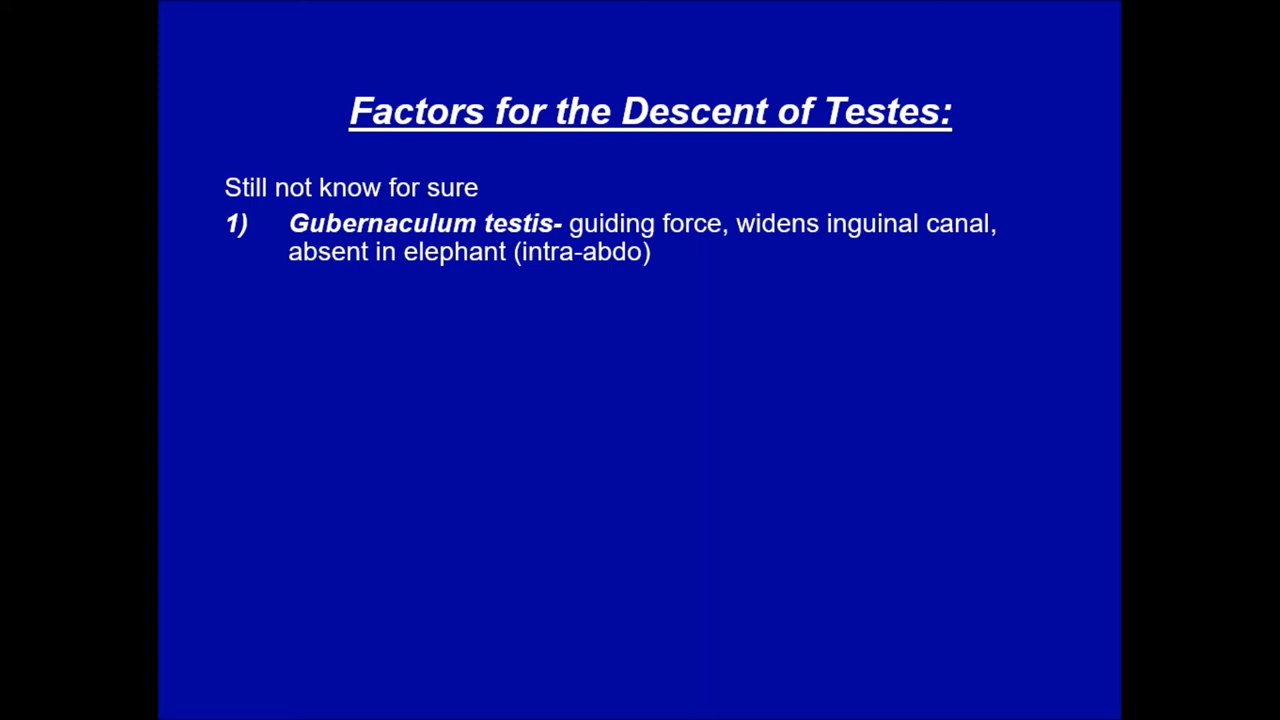 Factors for the Descent of Testes:
Still not know for sure
1) Gubernaculum testis- guiding force, widens inguinal canal,
absent in elephant (intra-abdo)